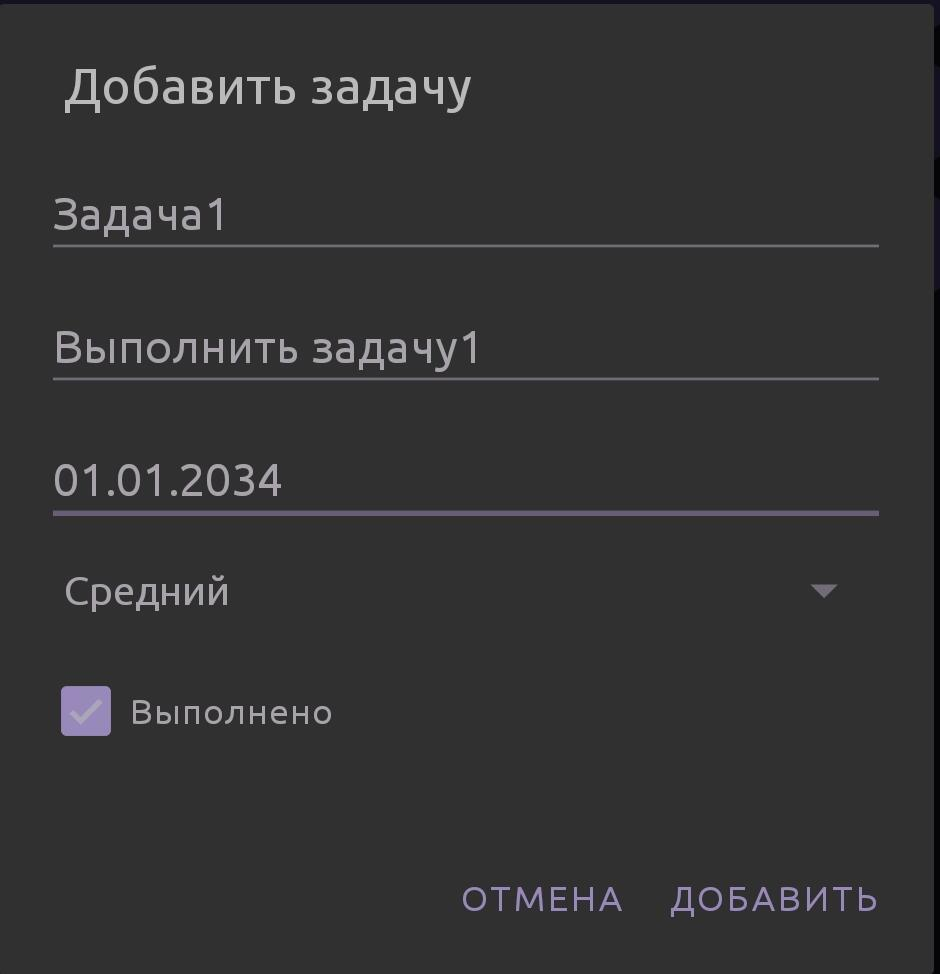 Добавить задачу
Задача1
Выполнить задачу1
01.01.2034
Средний
Выполнено
ОТМЕНА ДОБАВИТЬ